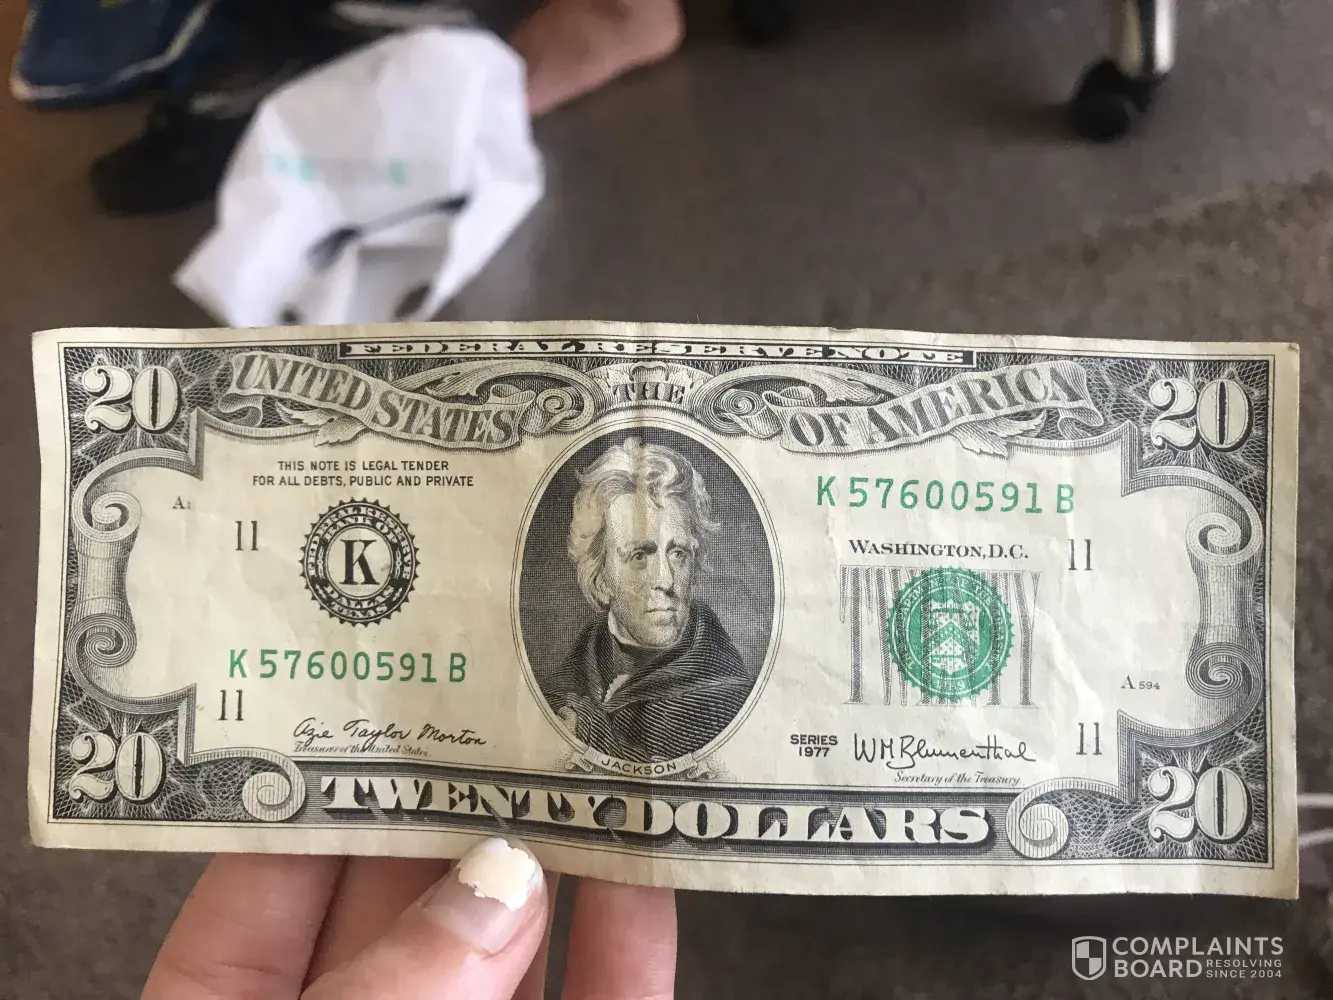 FEDERAL RESERVE NOTE
20 UNITED STATES THE OF AMERICA 20
THIS NOTE IS LEGAL TENDER
FOR ALL DEBTS, PUBLIC AND PRIVATE
K 57600591 B
A1
11
K
WASHINGTON, D.C.
11
K 57600591 B
11
A 594
11
Azie Taylor Morton
Treasurer of the United States.
SERIES
1977
W M Blumenthal
Secretary of the Treasury.
1789
JACKSON
20 TWENTY DOLLARS 20
COMPLAINTS
BOARD RESOLVING
SINCE 2004